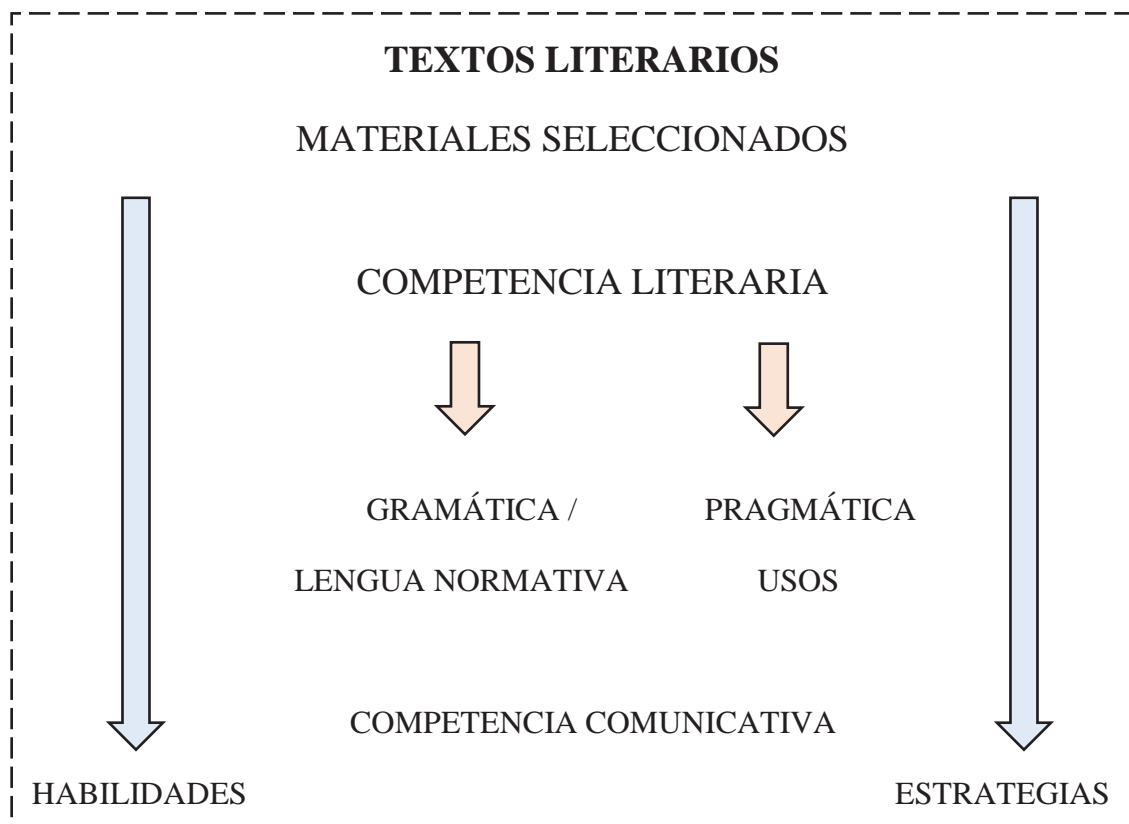 TEXTOS LITERARIOS
MATERIALES SELECCIONADOS
COMPETENCIA LITERARIA
GRAMÁTICA / PRAGMÁTICA
LENGUA NORMATIVA USOS
COMPETENCIA COMUNICATIVA
HABILIDADES ESTRATEGIAS